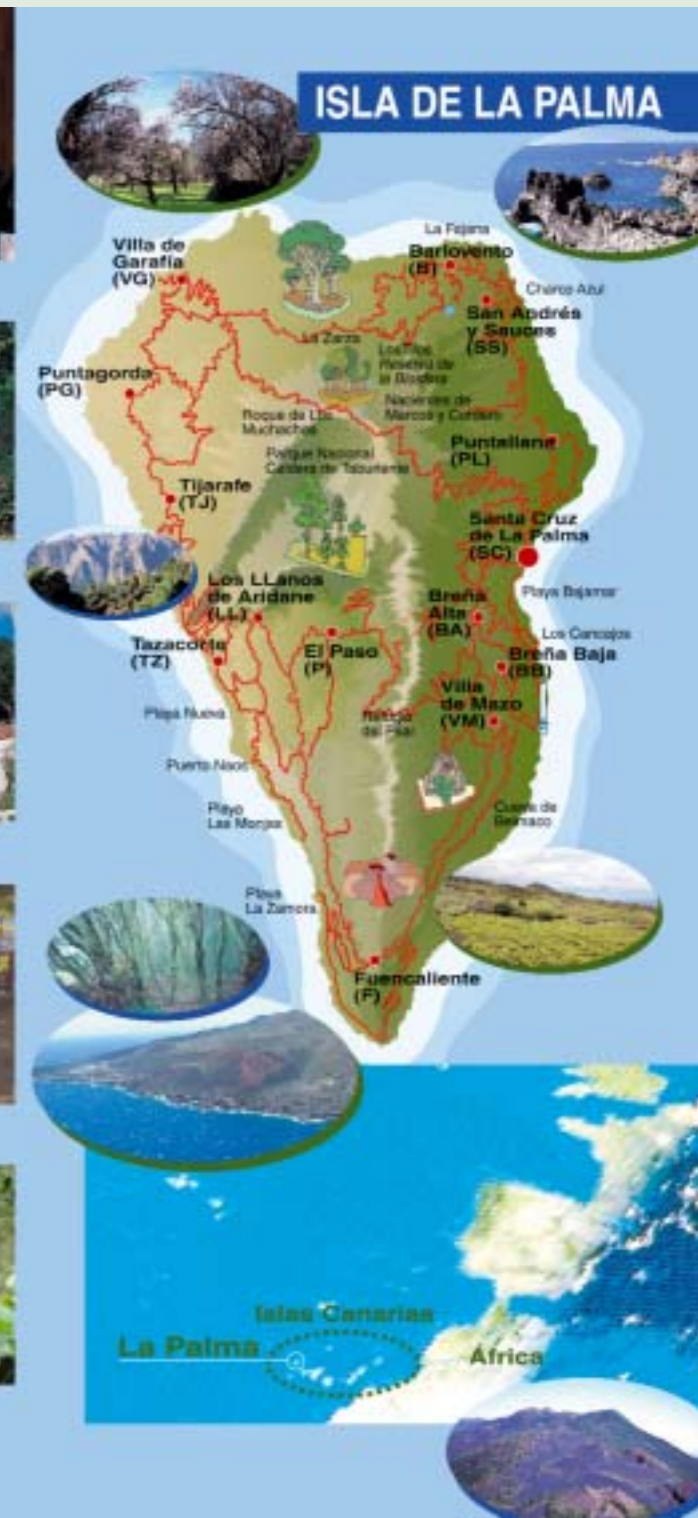 ISLA DE LA PALMA
La Fajana
Villa de
Garafía
(VG)
Barlovento
(B)
Charco Azul
San Andrés
y Sauces
(SS)
La Zarza
Los Tilos
Reserva de
la Biosfera
Puntagorda
(PG)
Nacientes de
Marcos y Cordero
Roque de Los
Muchachos
Puntallana
(PL)
Parque Nacional
Caldera de Taburiente
Tijarafe
(TJ)
Santa Cruz
de La Palma
(SC)
Los LLanos
de Aridane
(LL)
Breña
Alta
(BA)
Playa Bajamar
Los Cancajos
Tazacorte
(TZ)
El Paso
(P)
Breña Baja
(BB)
Villa
de Mazo
(VM)
Playa Nueva
Refugio
del Pilar
Puerto Naos
Playa
Las Monjas
Cueva de
Belmaco
Playa
La Zamora
Fuencaliente
(F)
Islas Canarias
La Palma
África